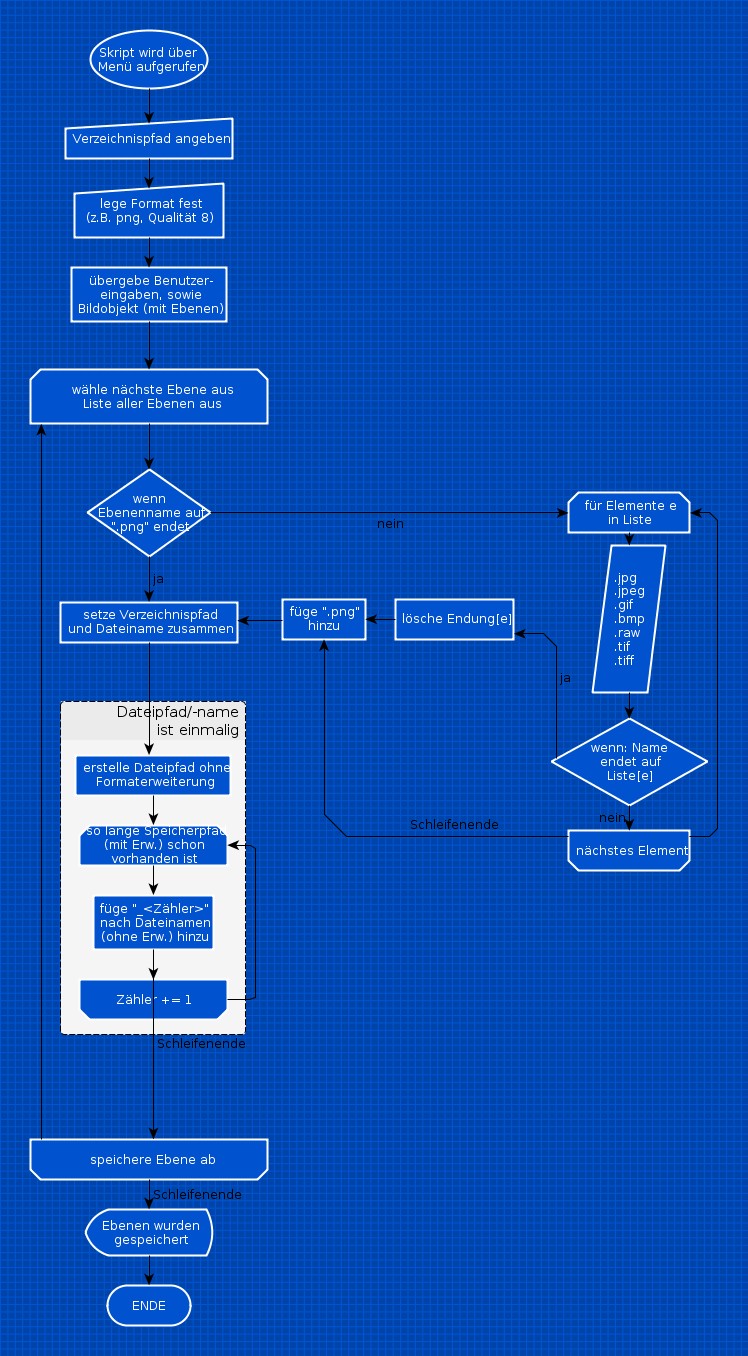 Skript wird über
Menü aufgerufen
Verzeichnispfad angeben
lege Format fest
(z.B. png, Qualität 8)
übergebe Benutzer-
eingaben, sowie
Bildobjekt (mit Ebenen)
wähle nächste Ebene aus
Liste aller Ebenen aus
wenn
Ebenenname auf
".png" endet
nein
ja
für Elemente e
in Liste
.jpg
.jpeg
.gif
.bmp
.raw
.tif
.tiff
wenn: Name
endet auf
Liste[e]
ja
nein
nächstes Element
Schleifenende
lösche Endung[e]
füge ".png"
hinzu
setze Verzeichnispfad
und Dateiname zusammen
Dateipfad/-name
ist einmalig
erstelle Dateipfad ohne
Formaterweiterung
so lange Speicherpfad
(mit Erw.) schon
vorhanden ist
füge "_<Zähler>"
nach Dateinamen
(ohne Erw.) hinzu
Zähler += 1
Schleifenende
speichere Ebene ab
Schleifenende
Ebenen wurden
gespeichert
ENDE